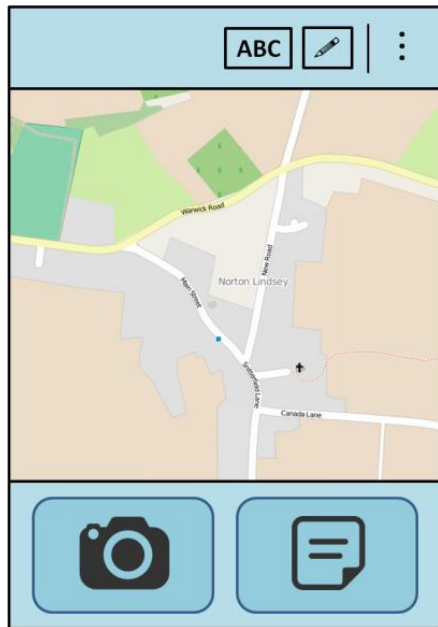 ABC
Warwick Road
New Road
Norton Lindsey
Main Street
Snitterfield Lane
Canada Lane